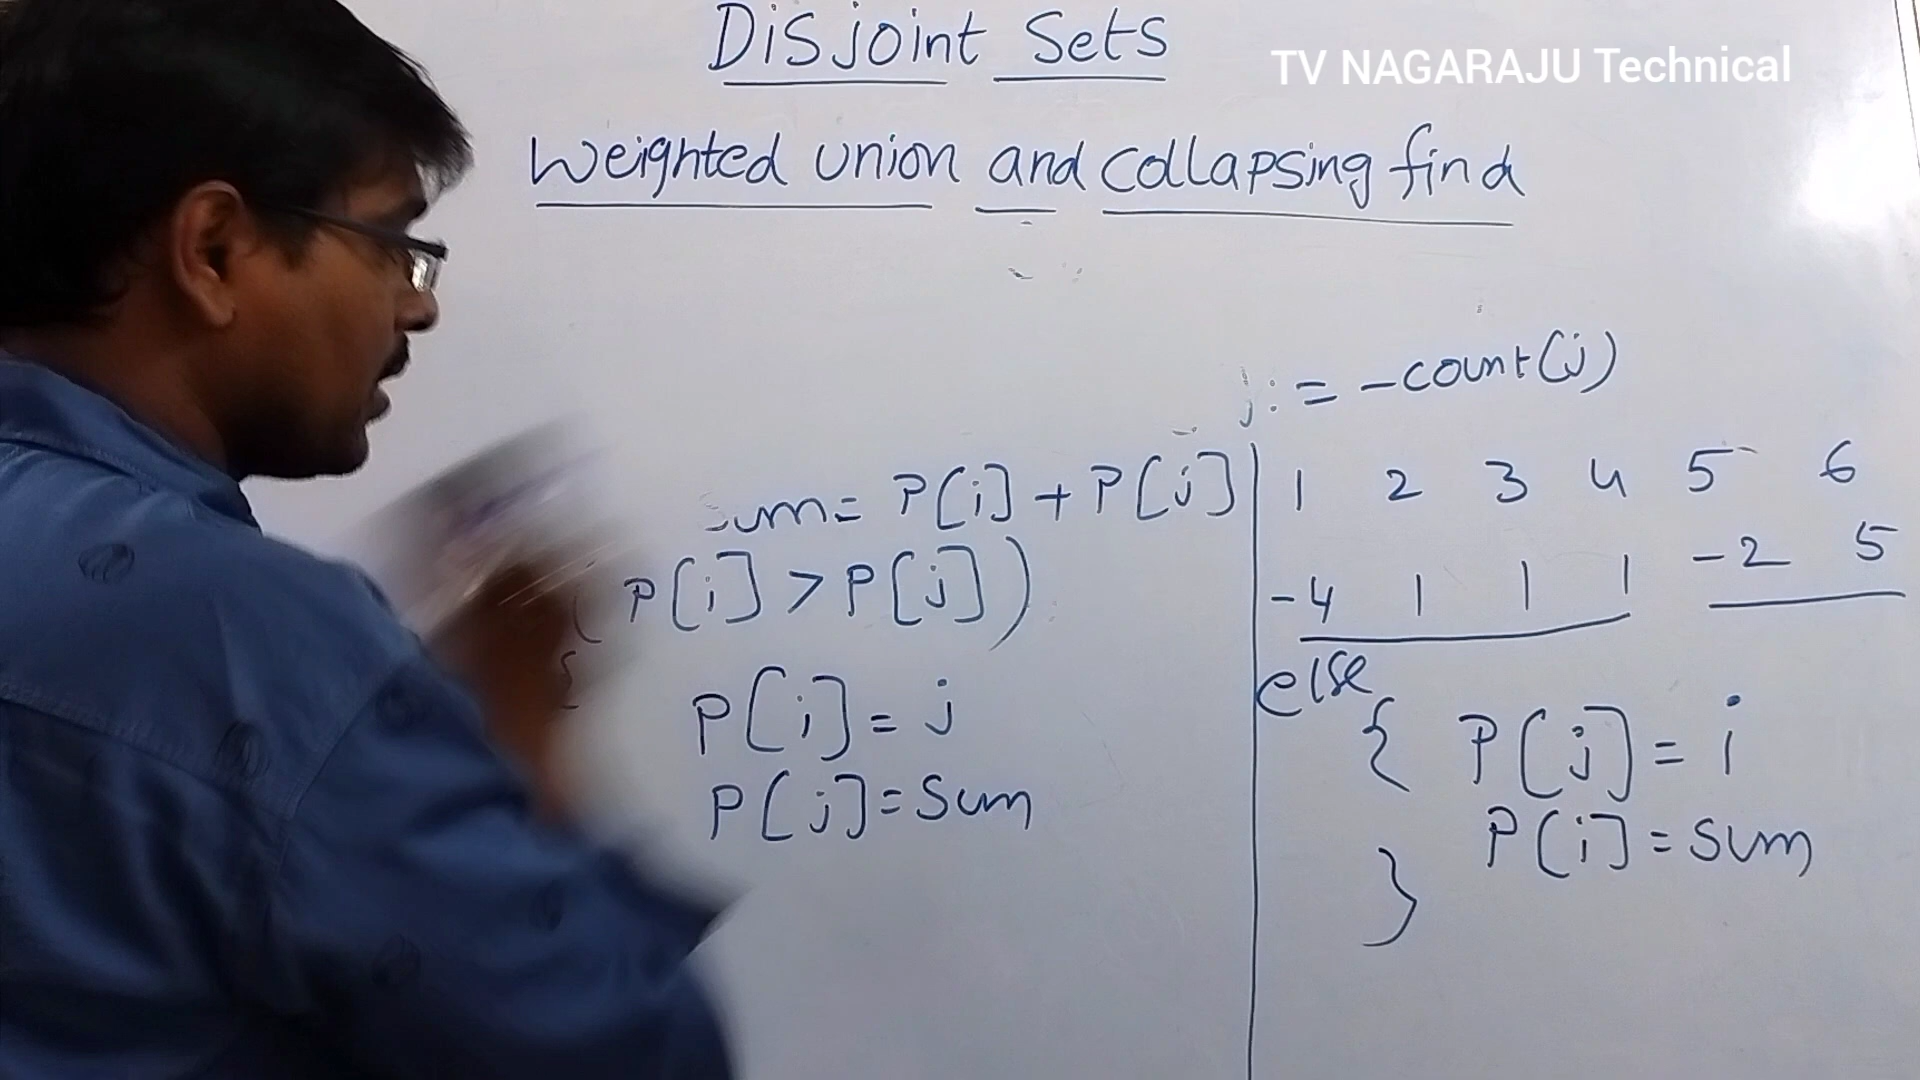 Disjoint Sets
TV NAGARAJU Technical
Weighted union and collapsing find
:= -count(j)
sum= P[i] + P[j]
(P[i] > P[j])
{
P[i] = j
P[j] = sum
1 2 3 4 5 6
-4 1 1 1 -2 5
else
{ P[j] = i
P[i] = sum
}